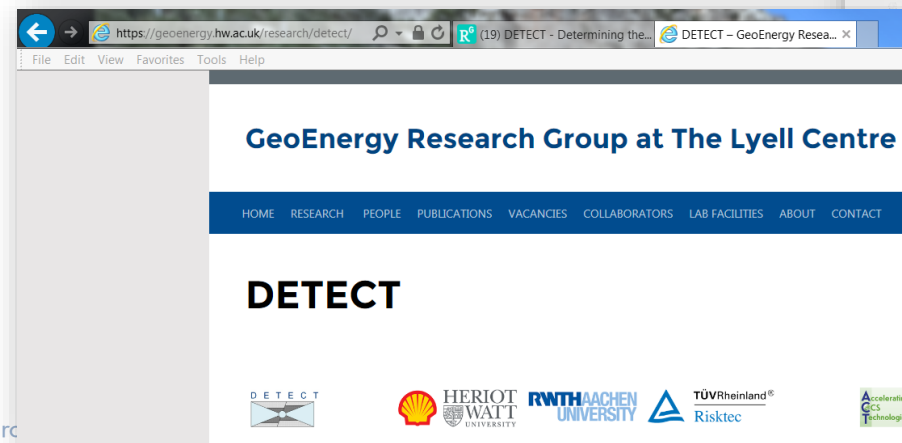 https://geoenergy.hw.ac.uk/research/detect/
(19) DETECT - Determining the...
DETECT – GeoEnergy Resea...
File Edit View Favorites Tools Help
GeoEnergy Research Group at The Lyell Centre
HOME RESEARCH PEOPLE PUBLICATIONS VACANCIES COLLABORATORS LAB FACILITIES ABOUT CONTACT
DETECT
DETECT
HERIOT
WATT
UNIVERSITY
RWTHAACHEN
UNIVERSITY
TÜVRheinland®
Risktec
CCS